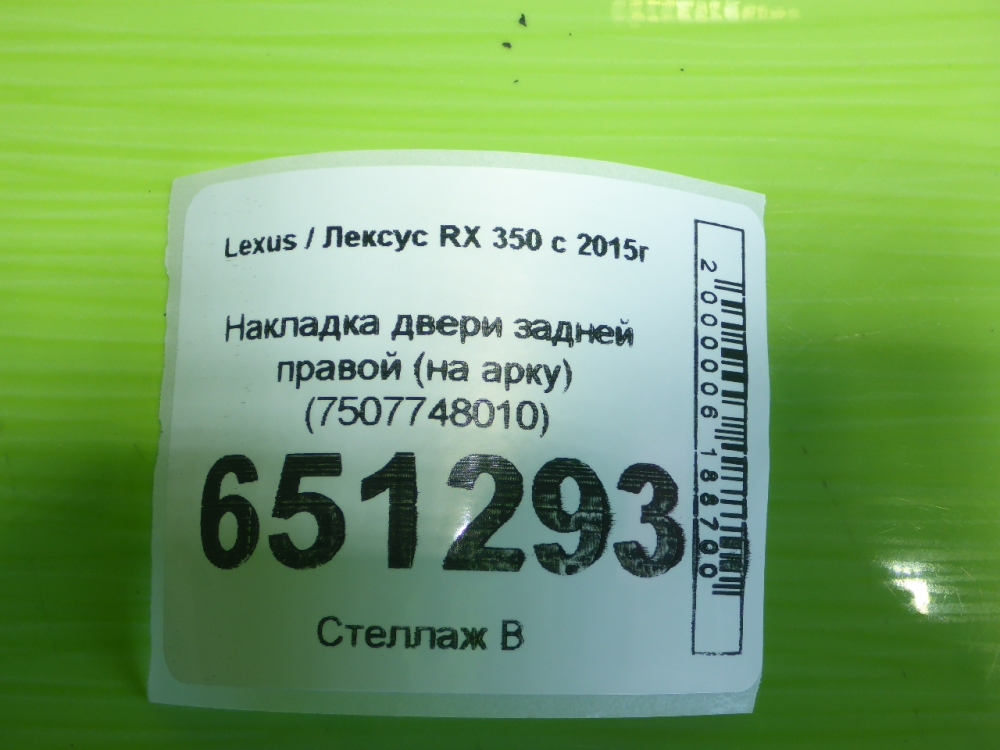 Lexus / Лексус RX 350 с 2015г
Накладка двери задней
правой (на арку)
(7507748010)
651293
Стеллаж В
2000006188700